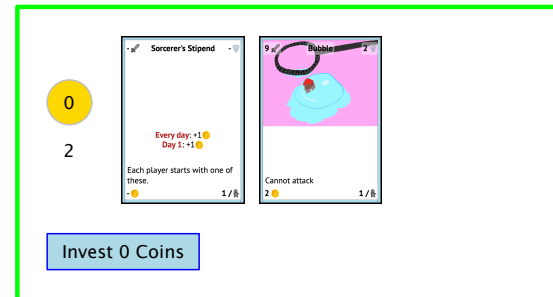 - Sorcerer's Stipend -
9 Bubble 2
0
2
Every day: +1
Day 1: +1
Each player starts with one of
these.
- 1 /
Cannot attack
2 1 /
Invest 0 Coins